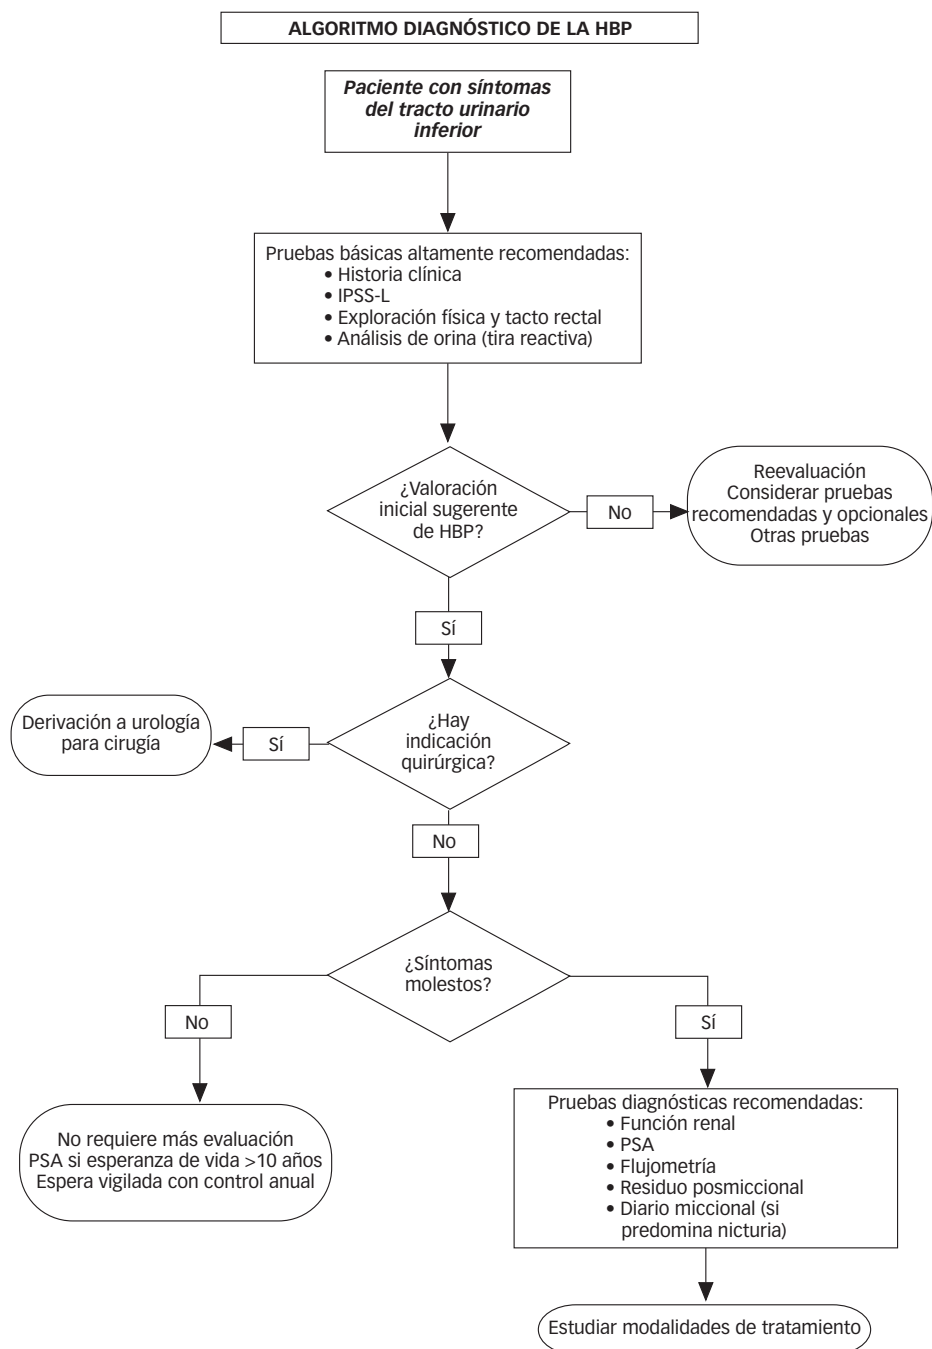 ALGORITMO DIAGNÓSTICO DE LA HBP
Paciente con síntomas
del tracto urinario
inferior
Pruebas básicas altamente recomendadas:
• Historia clínica
• IPSS-L
• Exploración física y tacto rectal
• Análisis de orina (tira reactiva)
¿Valoración
inicial sugerente
de HBP?
No
Reevaluación
Considerar pruebas
recomendadas y opcionales
Otras pruebas
Sí
¿Hay
indicación
quirúrgica?
Sí
Derivación a urología
para cirugía
No
¿Síntomas
molestos?
No
Sí
No requiere más evaluación
PSA si esperanza de vida >10 años
Espera vigilada con control anual
Pruebas diagnósticas recomendadas:
• Función renal
• PSA
• Flujometría
• Residuo posmiccional
• Diario miccional (si
predomina nicturia)
Estudiar modalidades de tratamiento